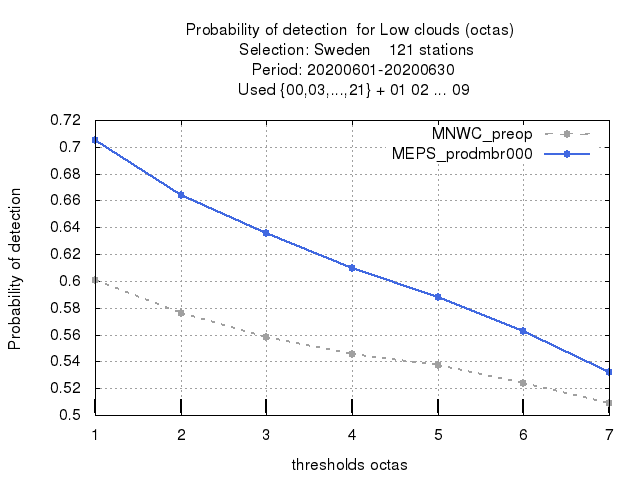 Probability of detection  for Low clouds (octas)
Selection: Sweden    121 stations
Period: 20200601-20200630
Used {00,03,...,21} + 01 02 ... 09
MNWC_preop
MEPS_prodmbr000
0.72
0.7
0.68
0.66
0.64
0.62
0.6
0.58
0.56
0.54
0.52
0.5
Probability of detection
1 2 3 4 5 6 7
thresholds octas